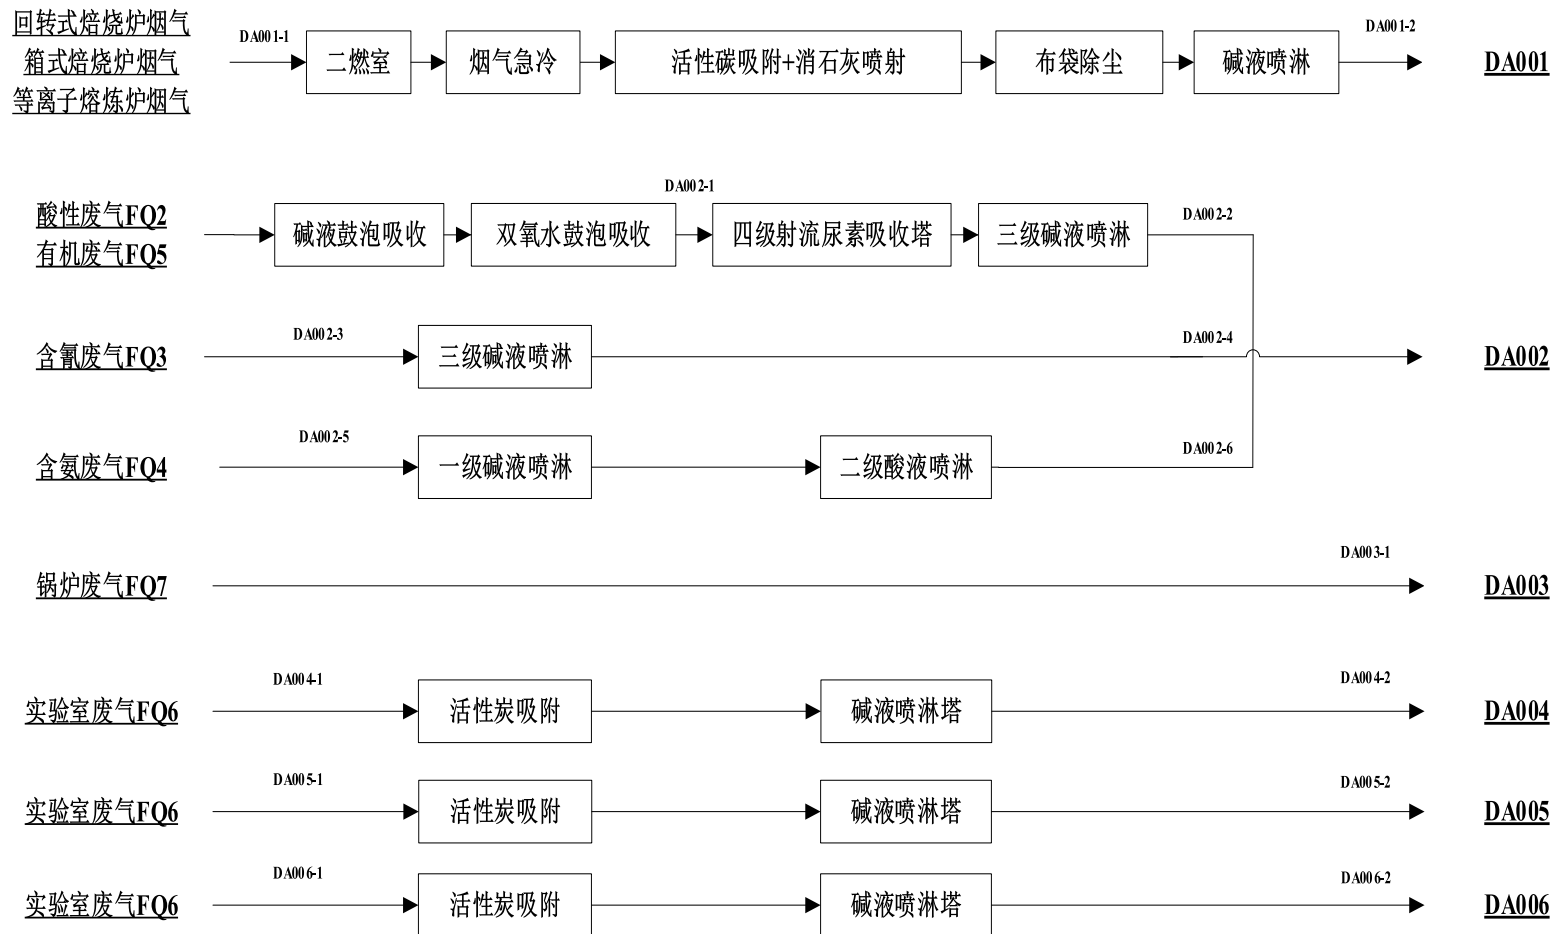 回转式焙烧炉烟气
箱式焙烧炉烟气
等离子熔炼炉烟气
DA001-1
二燃室
烟气急冷
活性碳吸附+消石灰喷射
布袋除尘
碱液喷淋
DA001-2
DA001
酸性废气FQ2
有机废气FQ5
碱液鼓泡吸收
双氧水鼓泡吸收
DA002-1
四级射流尿素吸收塔
三级碱液喷淋
DA002-2
含氰废气FQ3
DA002-3
三级碱液喷淋
DA002-4
DA002
含氨废气FQ4
DA002-5
一级碱液喷淋
二级酸液喷淋
DA002-6
锅炉废气FQ7
DA003-1
DA003
实验室废气FQ6
DA004-1
活性炭吸附
碱液喷淋塔
DA004-2
DA004
实验室废气FQ6
DA005-1
活性炭吸附
碱液喷淋塔
DA005-2
DA005
实验室废气FQ6
DA006-1
活性炭吸附
碱液喷淋塔
DA006-2
DA006